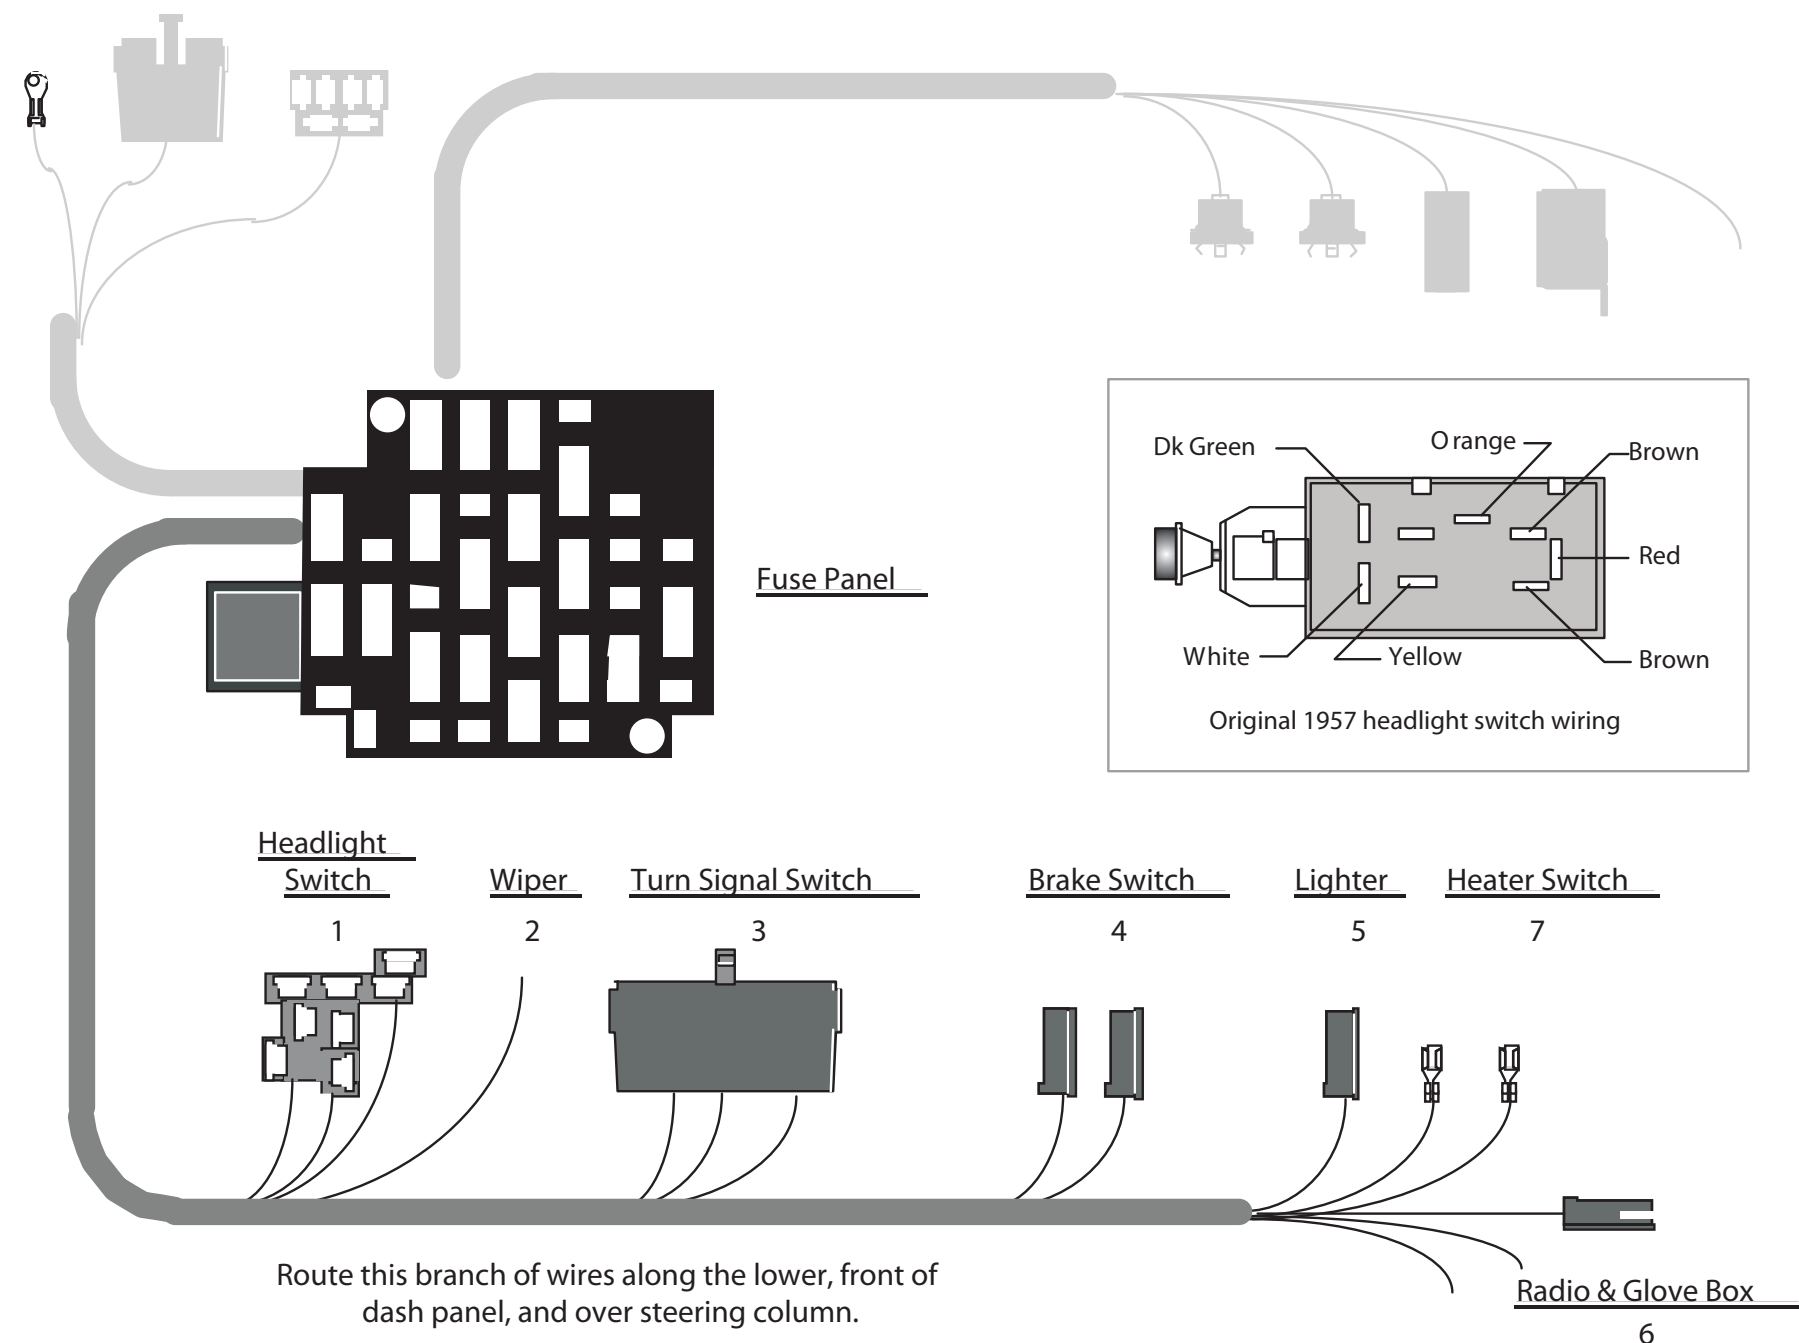 Dk Green
O range
Brown
Red
Fuse Panel
White
Yellow
Brown
Original 1957 headlight switch wiring
Headlight
Switch
Wiper
Turn Signal Switch
Brake Switch
Lighter
Heater Switch
1
2
3
4
5
7
Route this branch of wires along the lower, front of
dash panel, and over steering column.
Radio & Glove Box
6